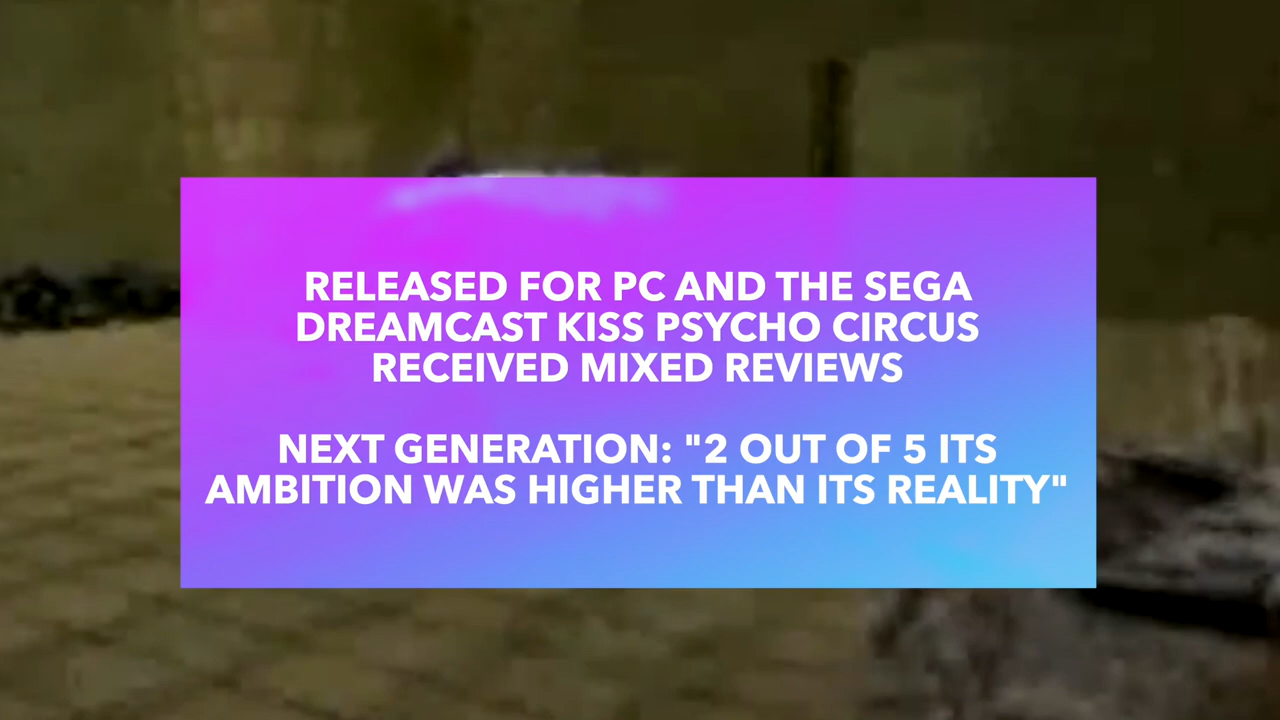 RELEASED FOR PC AND THE SEGA
DREAMCAST KISS PSYCHO CIRCUS
RECEIVED MIXED REVIEWS
NEXT GENERATION: "2 OUT OF 5 ITS
AMBITION WAS HIGHER THAN ITS REALITY"